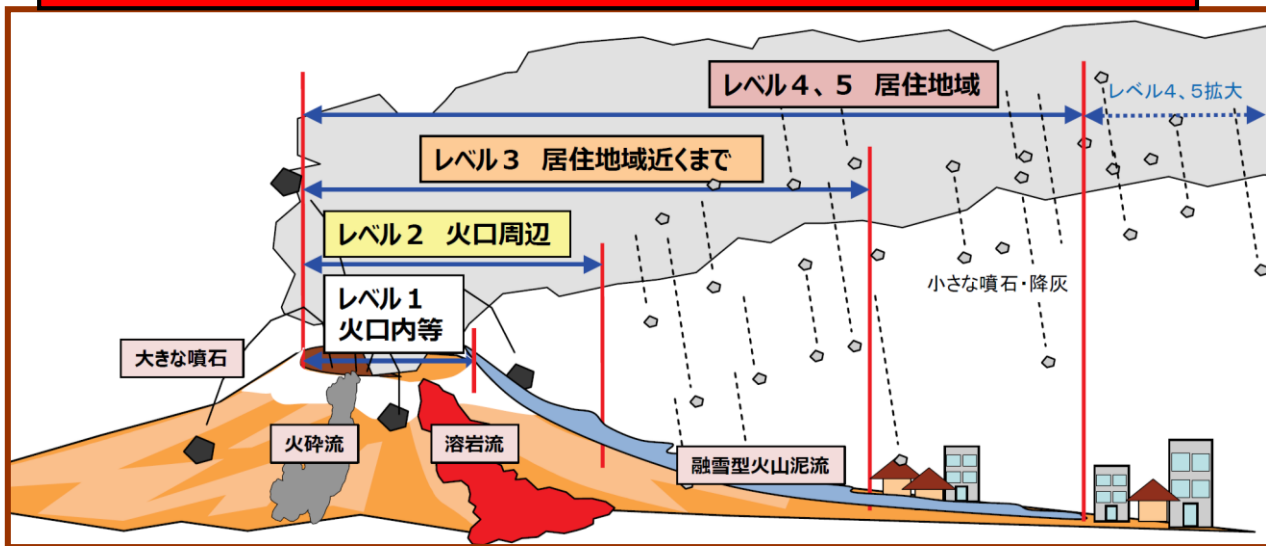 レベル４、５　居住地域
レベル４、５拡大
レベル３　居住地域近くまで
レベル２　火口周辺
レベル１
火口内等
小さな噴石・降灰
大きな噴石
火砕流
溶岩流
融雪型火山泥流